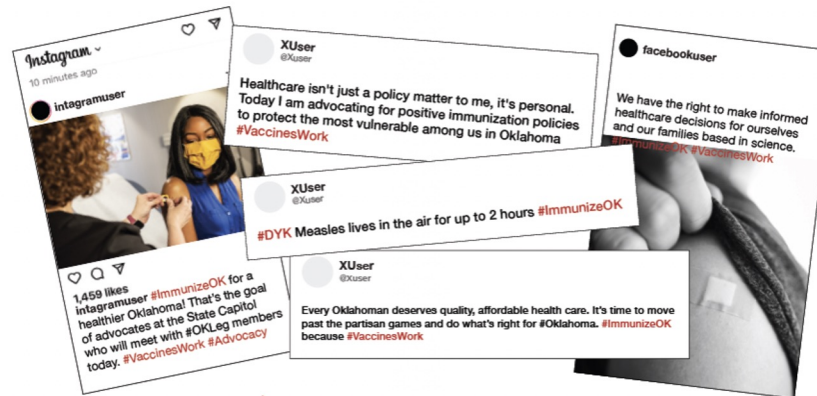 Instagram
10 minutes ago
intagramuser
1,459 likes
intagramuser #ImmunizeOK for a
healthier Oklahoma! That's the goal
of advocates at the State Capitol
who will meet with #OKLeg members
today. #VaccinesWork #Advocacy
XUser
@Xuser
Healthcare isn't just a policy matter to me, it's personal.
Today I am advocating for positive immunization policies
to protect the most vulnerable among us in Oklahoma
#VaccinesWork
XUser
@Xuser
#DYK Measles lives in the air for up to 2 hours #ImmunizeOK
XUser
@Xuser
Every Oklahoman deserves quality, affordable health care. It's time to move
past the partisan games and do what's right for #Oklahoma. #ImmunizeOK
because #VaccinesWork
facebookuser
We have the right to make informed
healthcare decisions for ourselves
and our families based in science.
#ImmunizeOK #VaccinesWork